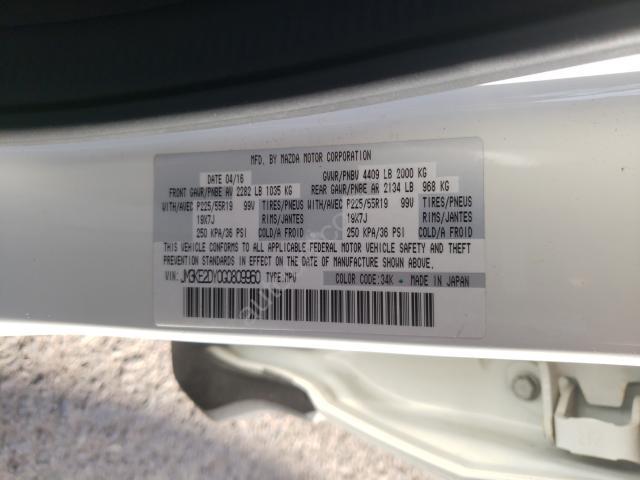 MFD. BY MAZDA MOTOR CORPORATION
DATE 04/16 GVWR/PNBV 4409 LB 2000 KG
FRONT GAWR/PNBE AV 2282 LB 1035 KG REAR GAWR/PNBE AR 2134 LB 968 KG
WITH/AVEC P225/55R19 99V TIRES/PNEUS WITH/AVEC P225/55R19 99V TIRES/PNEUS
19X7J RIMS/JANTES 19X7J RIMS/JANTES
250 KPA/36 PSI COLD/A FROID 250 KPA/36 PSI COLD/A FROID
THIS VEHICLE CONFORMS TO ALL APPLICABLE FEDERAL MOTOR VEHICLE SAFETY AND THEFT
PREVENTION STANDARDS IN EFFECT ON THE DATE OF MANUFACTURE SHOWN ABOVE.
VIN: JM3KE2DY0G0809960 TYPE:MPV COLOR CODE:34K MADE IN JAPAN